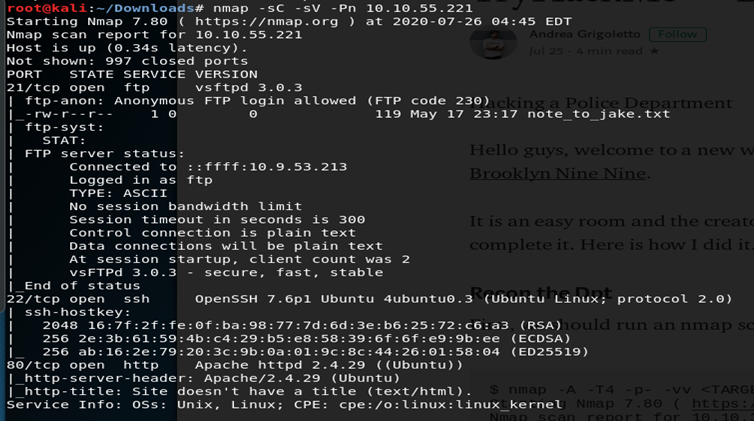 root@kali:~/Downloads# nmap -sC -sV -Pn 10.10.55.221
Starting Nmap 7.80 ( https://nmap.org ) at 2020-07-26 04:45 EDT
Nmap scan report for 10.10.55.221
Host is up (0.34s latency).
Not shown: 997 closed ports
PORT   STATE SERVICE VERSION
21/tcp open  ftp     vsftpd 3.0.3
| ftp-anon: Anonymous FTP login allowed (FTP code 230)
|_-rw-r--r--    1 0        0             119 May 17 23:17 note_to_jake.txt
| ftp-syst:
|   STAT:
| FTP server status:
|      Connected to ::ffff:10.9.53.213
|      Logged in as ftp
|      TYPE: ASCII
|      No session bandwidth limit
|      Session timeout in seconds is 300
|      Control connection is plain text
|      Data connections will be plain text
|      At session startup, client count was 2
|      vsFTPd 3.0.3 - secure, fast, stable
|_End of status
22/tcp open  ssh     OpenSSH 7.6p1 Ubuntu 4ubuntu0.3 (Ubuntu Linux; protocol 2.0)
| ssh-hostkey:
|   2048 16:7f:2f:fe:0f:ba:98:77:7d:6d:3e:b6:25:72:c6:a3 (RSA)
|   256 2e:3b:61:59:4b:c4:29:b5:e8:58:39:6f:6f:e9:9b:ee (ECDSA)
|_  256 ab:16:2e:79:20:3c:9b:0a:01:9c:8c:44:26:01:58:04 (ED25519)
80/tcp open  http    Apache httpd 2.4.29 ((Ubuntu))
|_http-server-header: Apache/2.4.29 (Ubuntu)
|_http-title: Site doesn't have a title (text/html).
Service Info: OSs: Unix, Linux; CPE: cpe:/o:linux:linux_kernel
Andrea Grigoletto Follow
Jul 25 · 4 min read ★
a Police Department
Hello guys, welcome to a new w
Brooklyn Nine Nine.
It is an easy room and the creato
complete it. Here is how I did it.
Recon the Dpt
should run an nmap sc
$ nmap -A -T4 -p- -vv <TARG
Nmap 7.80 ( https:
Nmap scan report for 10.10.